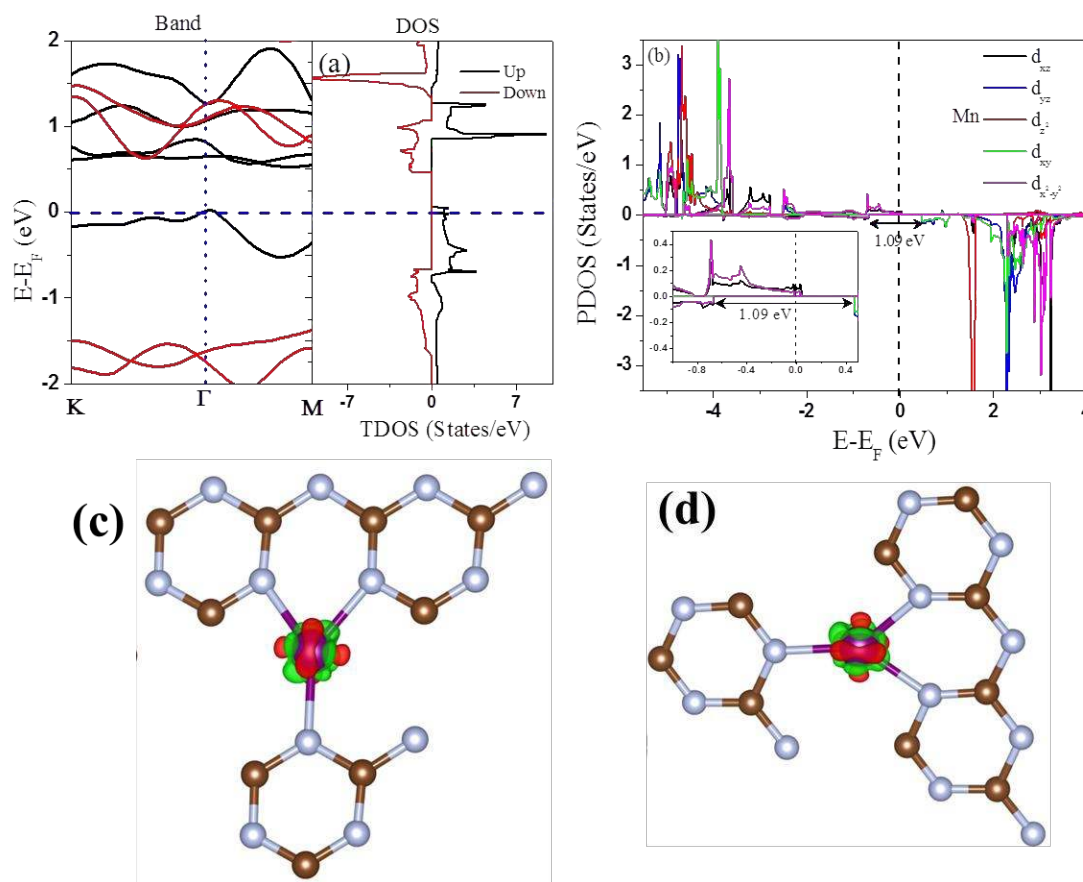 Band
DOS
(a)
Up
Down
2
1
0
-1
-2
E-E_F (eV)
K
Γ
M
-7
0
7
TDOS (States/eV)
(b)
Mn
d_xz
d_yz
d_z²
d_xy
d_x²-y²
3
2
1
0
-1
-2
-3
PDOS (States/eV)
1.09 eV
0.4
0.2
0.0
-0.2
-0.4
1.09 eV
-0.8
-0.4
0.0
0.4
-4
-2
0
2
4
E-E_F (eV)
(c)
(d)